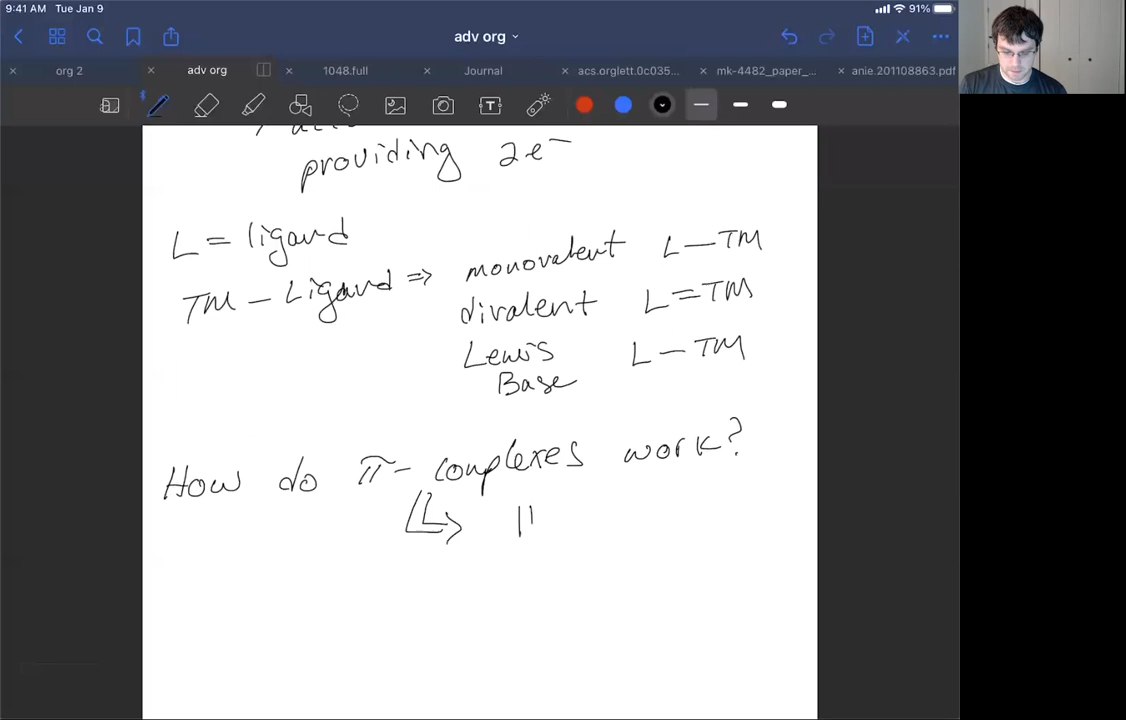 9:41 AM Tue Jan 9
91%
adv org
org 2
adv org
1048.full
Journal
acs.orglett.0c035...
mk-4482_paper_...
anie.201108863.pdf
T
providing 2e⁻
L = ligand
TM - Ligand ⇒ monovalent L—TM
divalent L=TM
Lewis Base L—TM
How do π-complexes work?